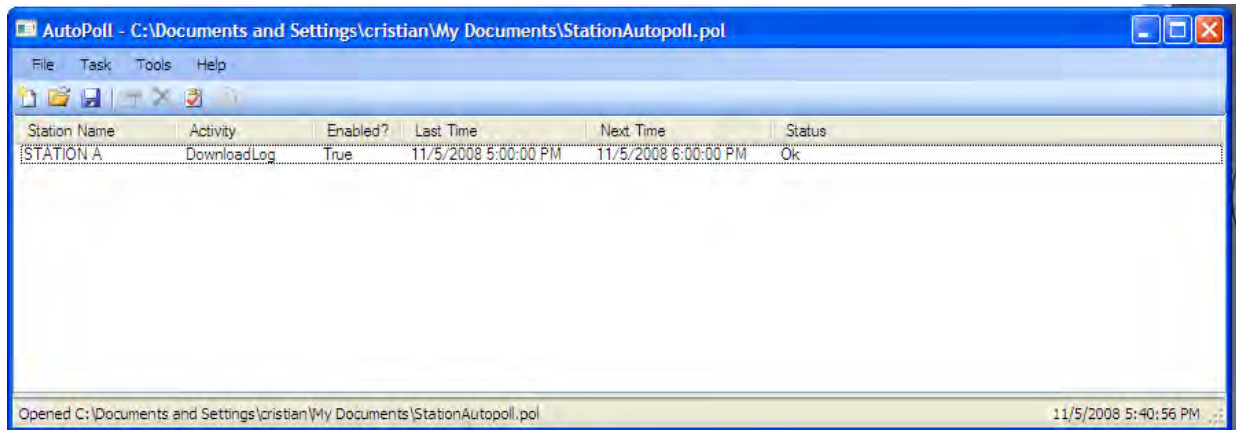 AutoPoll - C:\Documents and Settings\cristian\My Documents\StationAutopoll.pol
File Task Tools Help
Station Name Activity Enabled? Last Time Next Time Status
STATION A DownloadLog True 11/5/2008 5:00:00 PM 11/5/2008 6:00:00 PM Ok
Opened C:\Documents and Settings\cristian\My Documents\StationAutopoll.pol 11/5/2008 5:40:56 PM